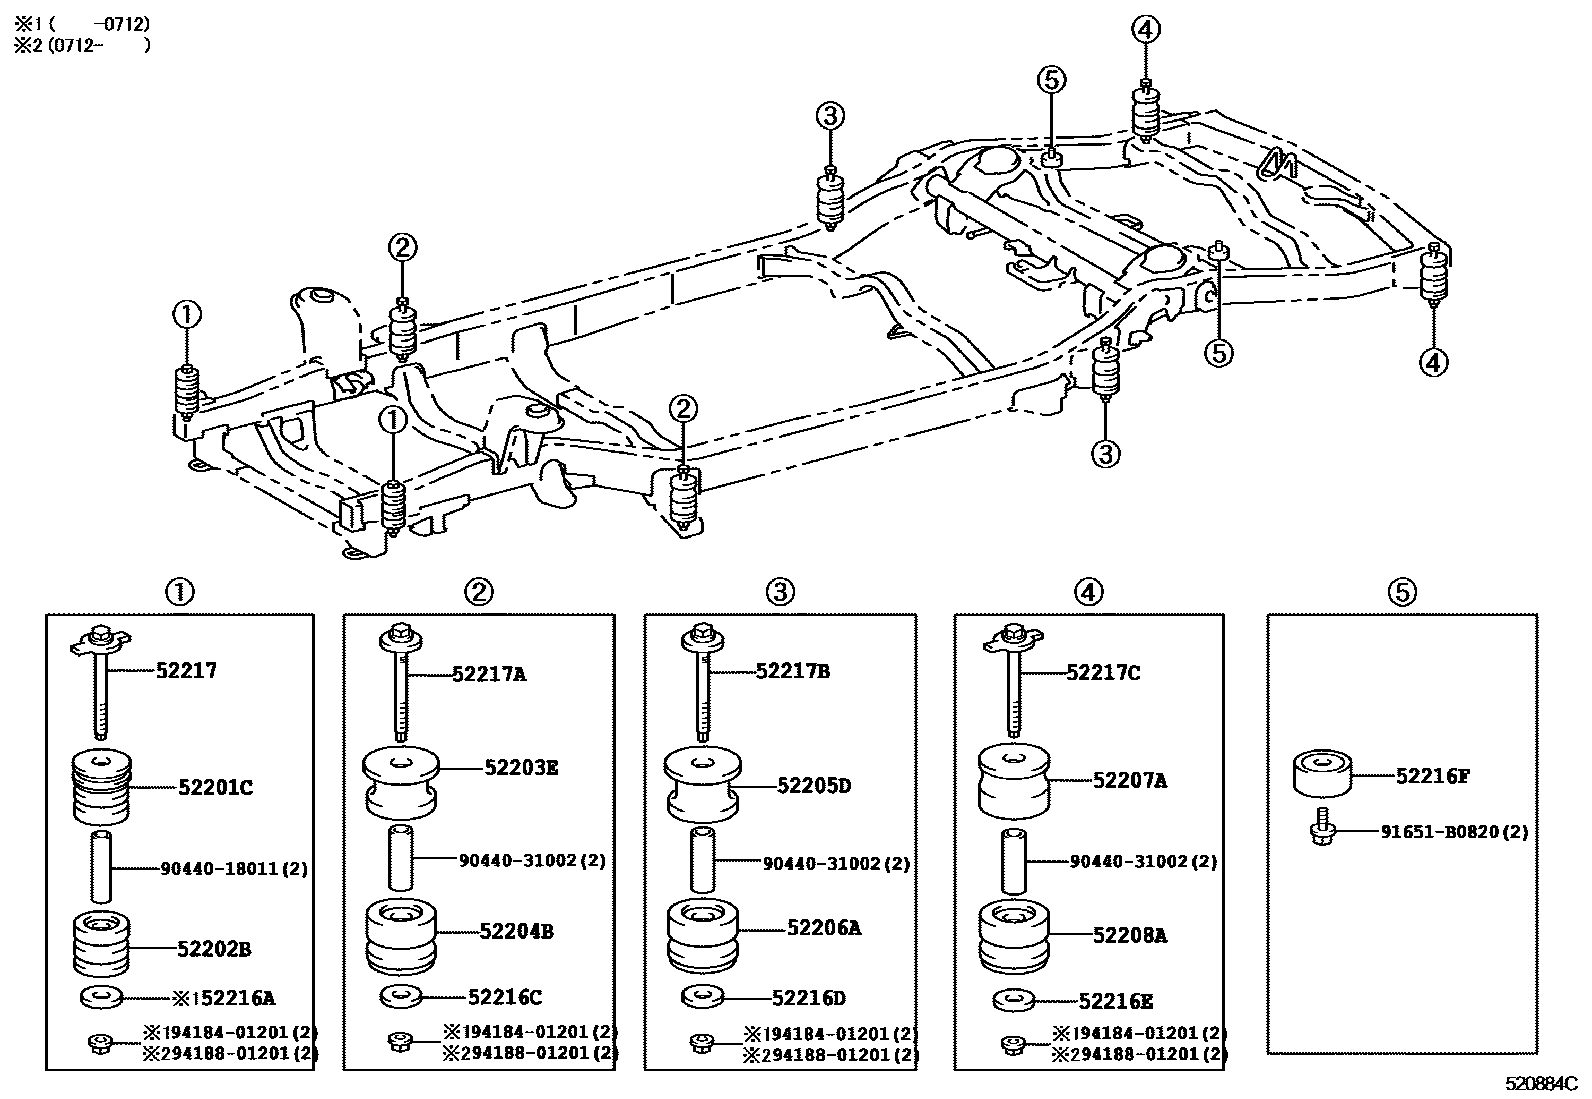 ※1 (    -0712)
※2 (0712-    )
④
⑤
③
②
①
①
②
⑤
④
③
① ② ③ ④ ⑤
52217
52201C
90440-18011(2)
52202B
※152216A
※194184-01201(2)
※294188-01201(2)
52217A
52203E
90440-31002(2)
52204B
52216C
※194184-01201(2)
※294188-01201(2)
52217B
52205D
90440-31002(2)
52206A
52216D
※194184-01201(2)
※294188-01201(2)
52217C
52207A
90440-31002(2)
52208A
52216E
※194184-01201(2)
※294188-01201(2)
52216F
91651-B0820(2)
520884C